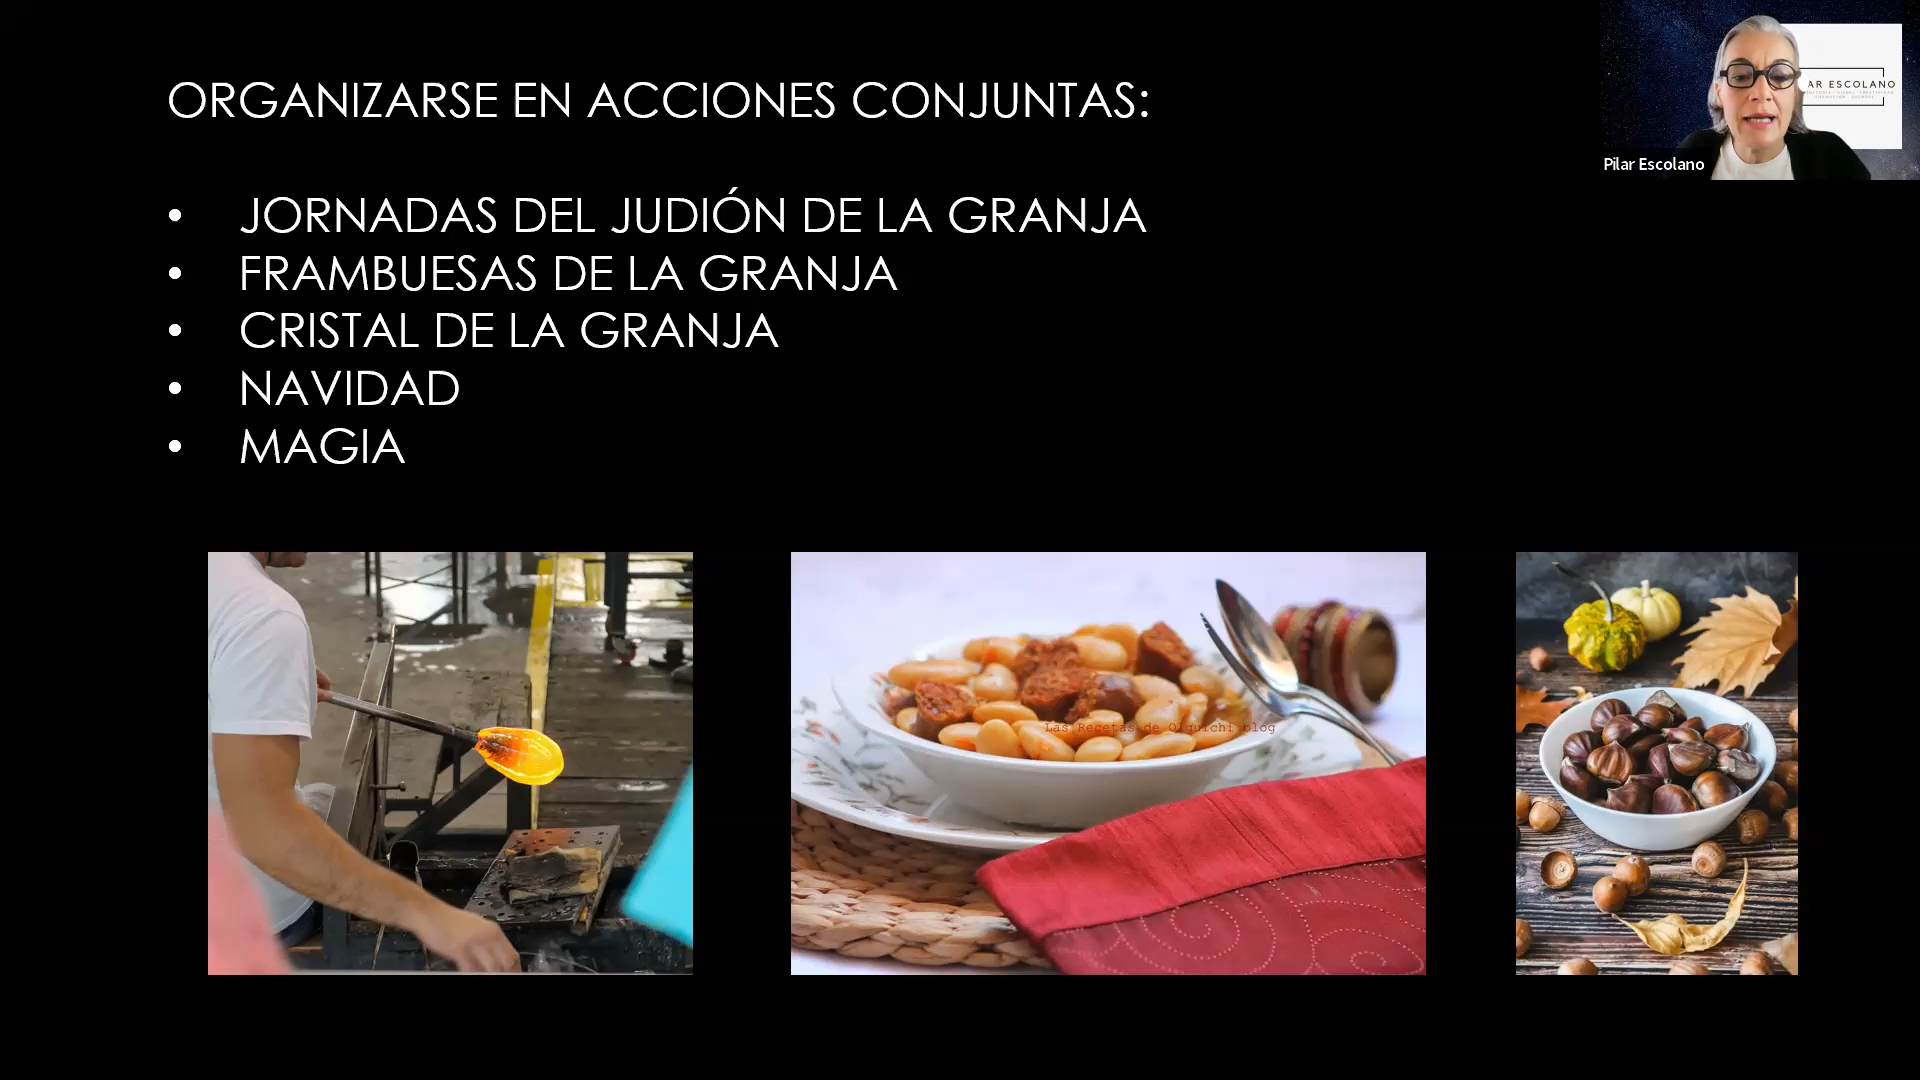 ORGANIZARSE EN ACCIONES CONJUNTAS:
• JORNADAS DEL JUDIÓN DE LA GRANJA
• FRAMBUESAS DE LA GRANJA
• CRISTAL DE LA GRANJA
• NAVIDAD
• MAGIA
AR ESCOLANO
Pilar Escolano
Las Recetas de Olguichi blog